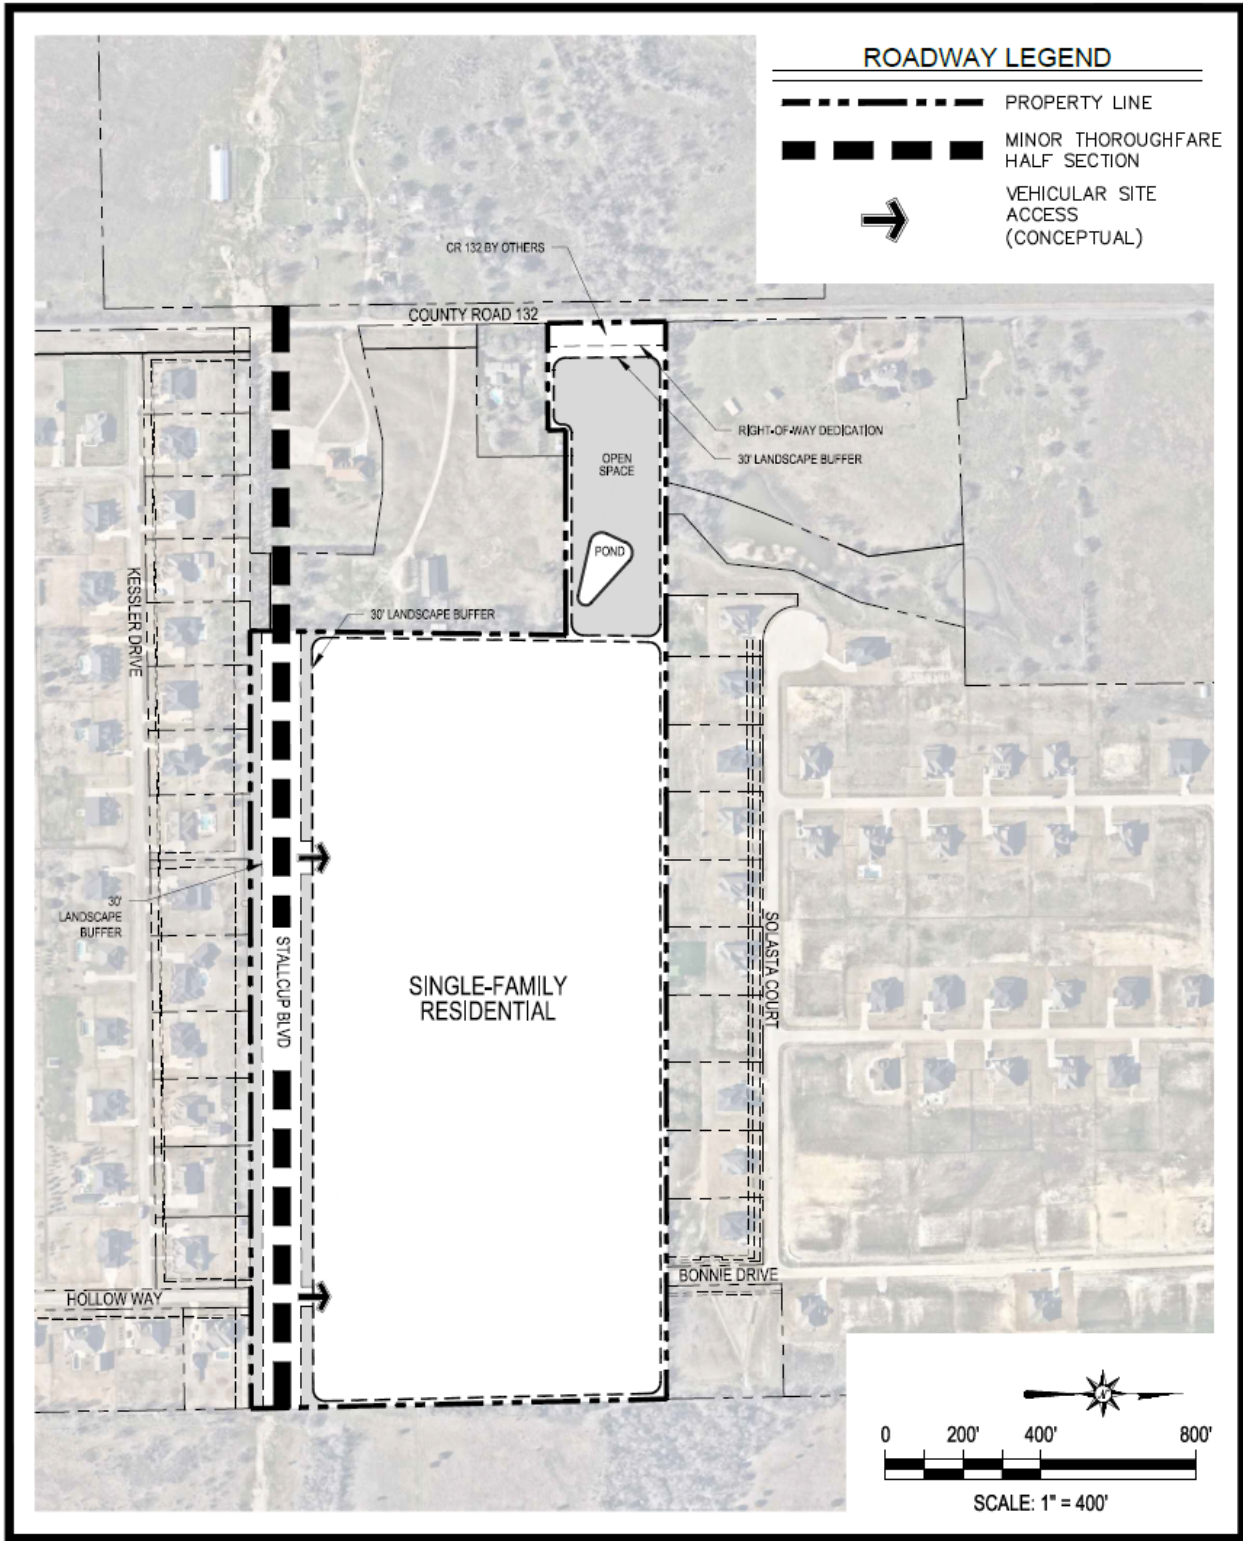 ROADWAY LEGEND
PROPERTY LINE
MINOR THOROUGHFARE
HALF SECTION
VEHICULAR SITE
ACCESS
(CONCEPTUAL)
CR 132 BY OTHERS
COUNTY ROAD 132
RIGHT-OF-WAY DEDICATION
30' LANDSCAPE BUFFER
OPEN
SPACE
POND
KESSLER DRIVE
30' LANDSCAPE BUFFER
30'
LANDSCAPE
BUFFER
STALLCUP BLVD
SINGLE-FAMILY
RESIDENTIAL
SOLASTA COURT
BONNIE DRIVE
HOLLOW WAY
N
0 200' 400' 800'
SCALE: 1" = 400'